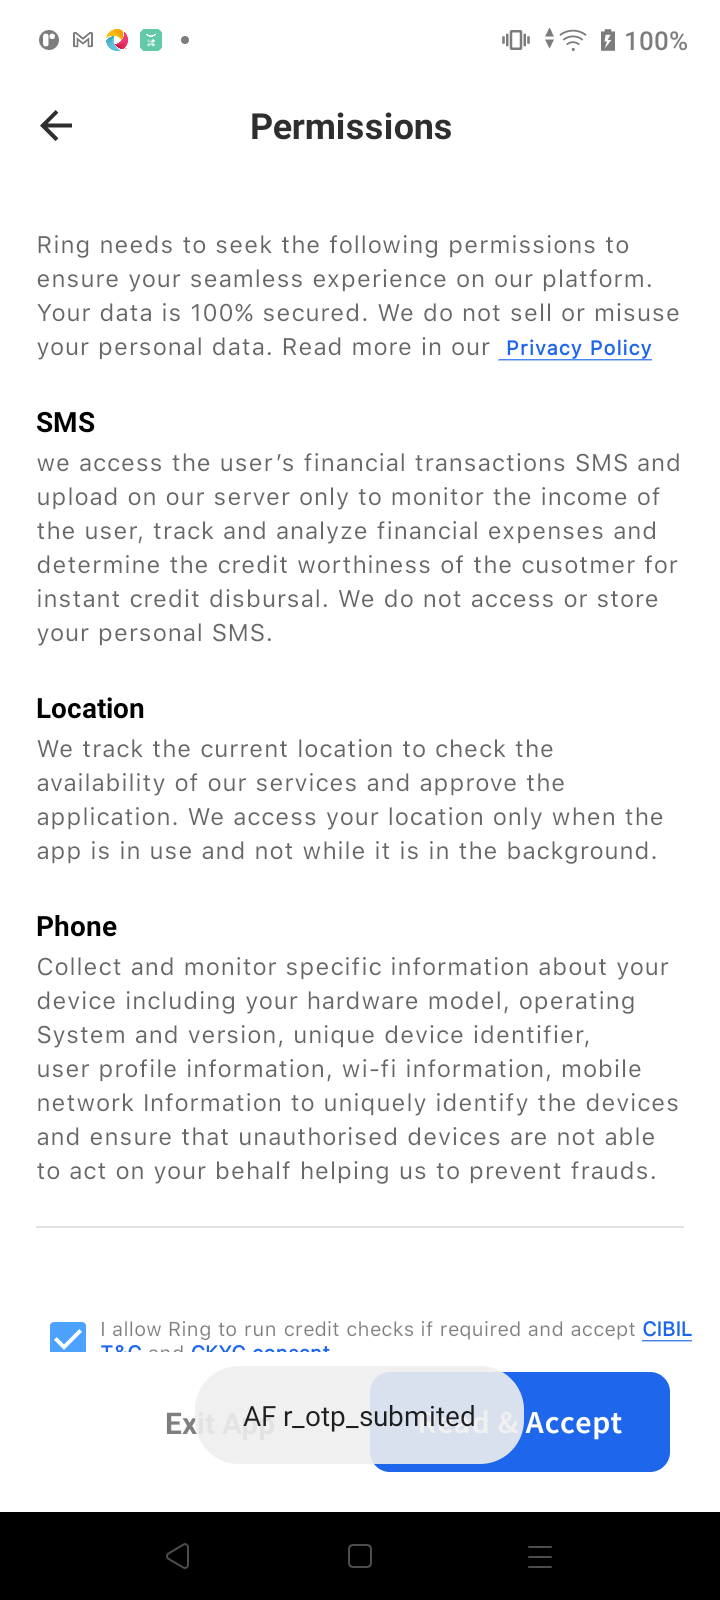 100%
Permissions
Ring needs to seek the following permissions to
ensure your seamless experience on our platform.
Your data is 100% secured. We do not sell or misuse
your personal data. Read more in our Privacy Policy
SMS
we access the user’s financial transactions SMS and
upload on our server only to monitor the income of
the user, track and analyze financial expenses and
determine the credit worthiness of the cusotmer for
instant credit disbursal. We do not access or store
your personal SMS.
Location
We track the current location to check the
availability of our services and approve the
application. We access your location only when the
app is in use and not while it is in the background.
Phone
Collect and monitor specific information about your
device including your hardware model, operating
System and version, unique device identifier,
user profile information, wi-fi information, mobile
network Information to uniquely identify the devices
and ensure that unauthorised devices are not able
to act on your behalf helping us to prevent frauds.
I allow Ring to run credit checks if required and accept CIBIL
T&C and CKYC consent
Exit App
AF r_otp_submited
Read & Accept